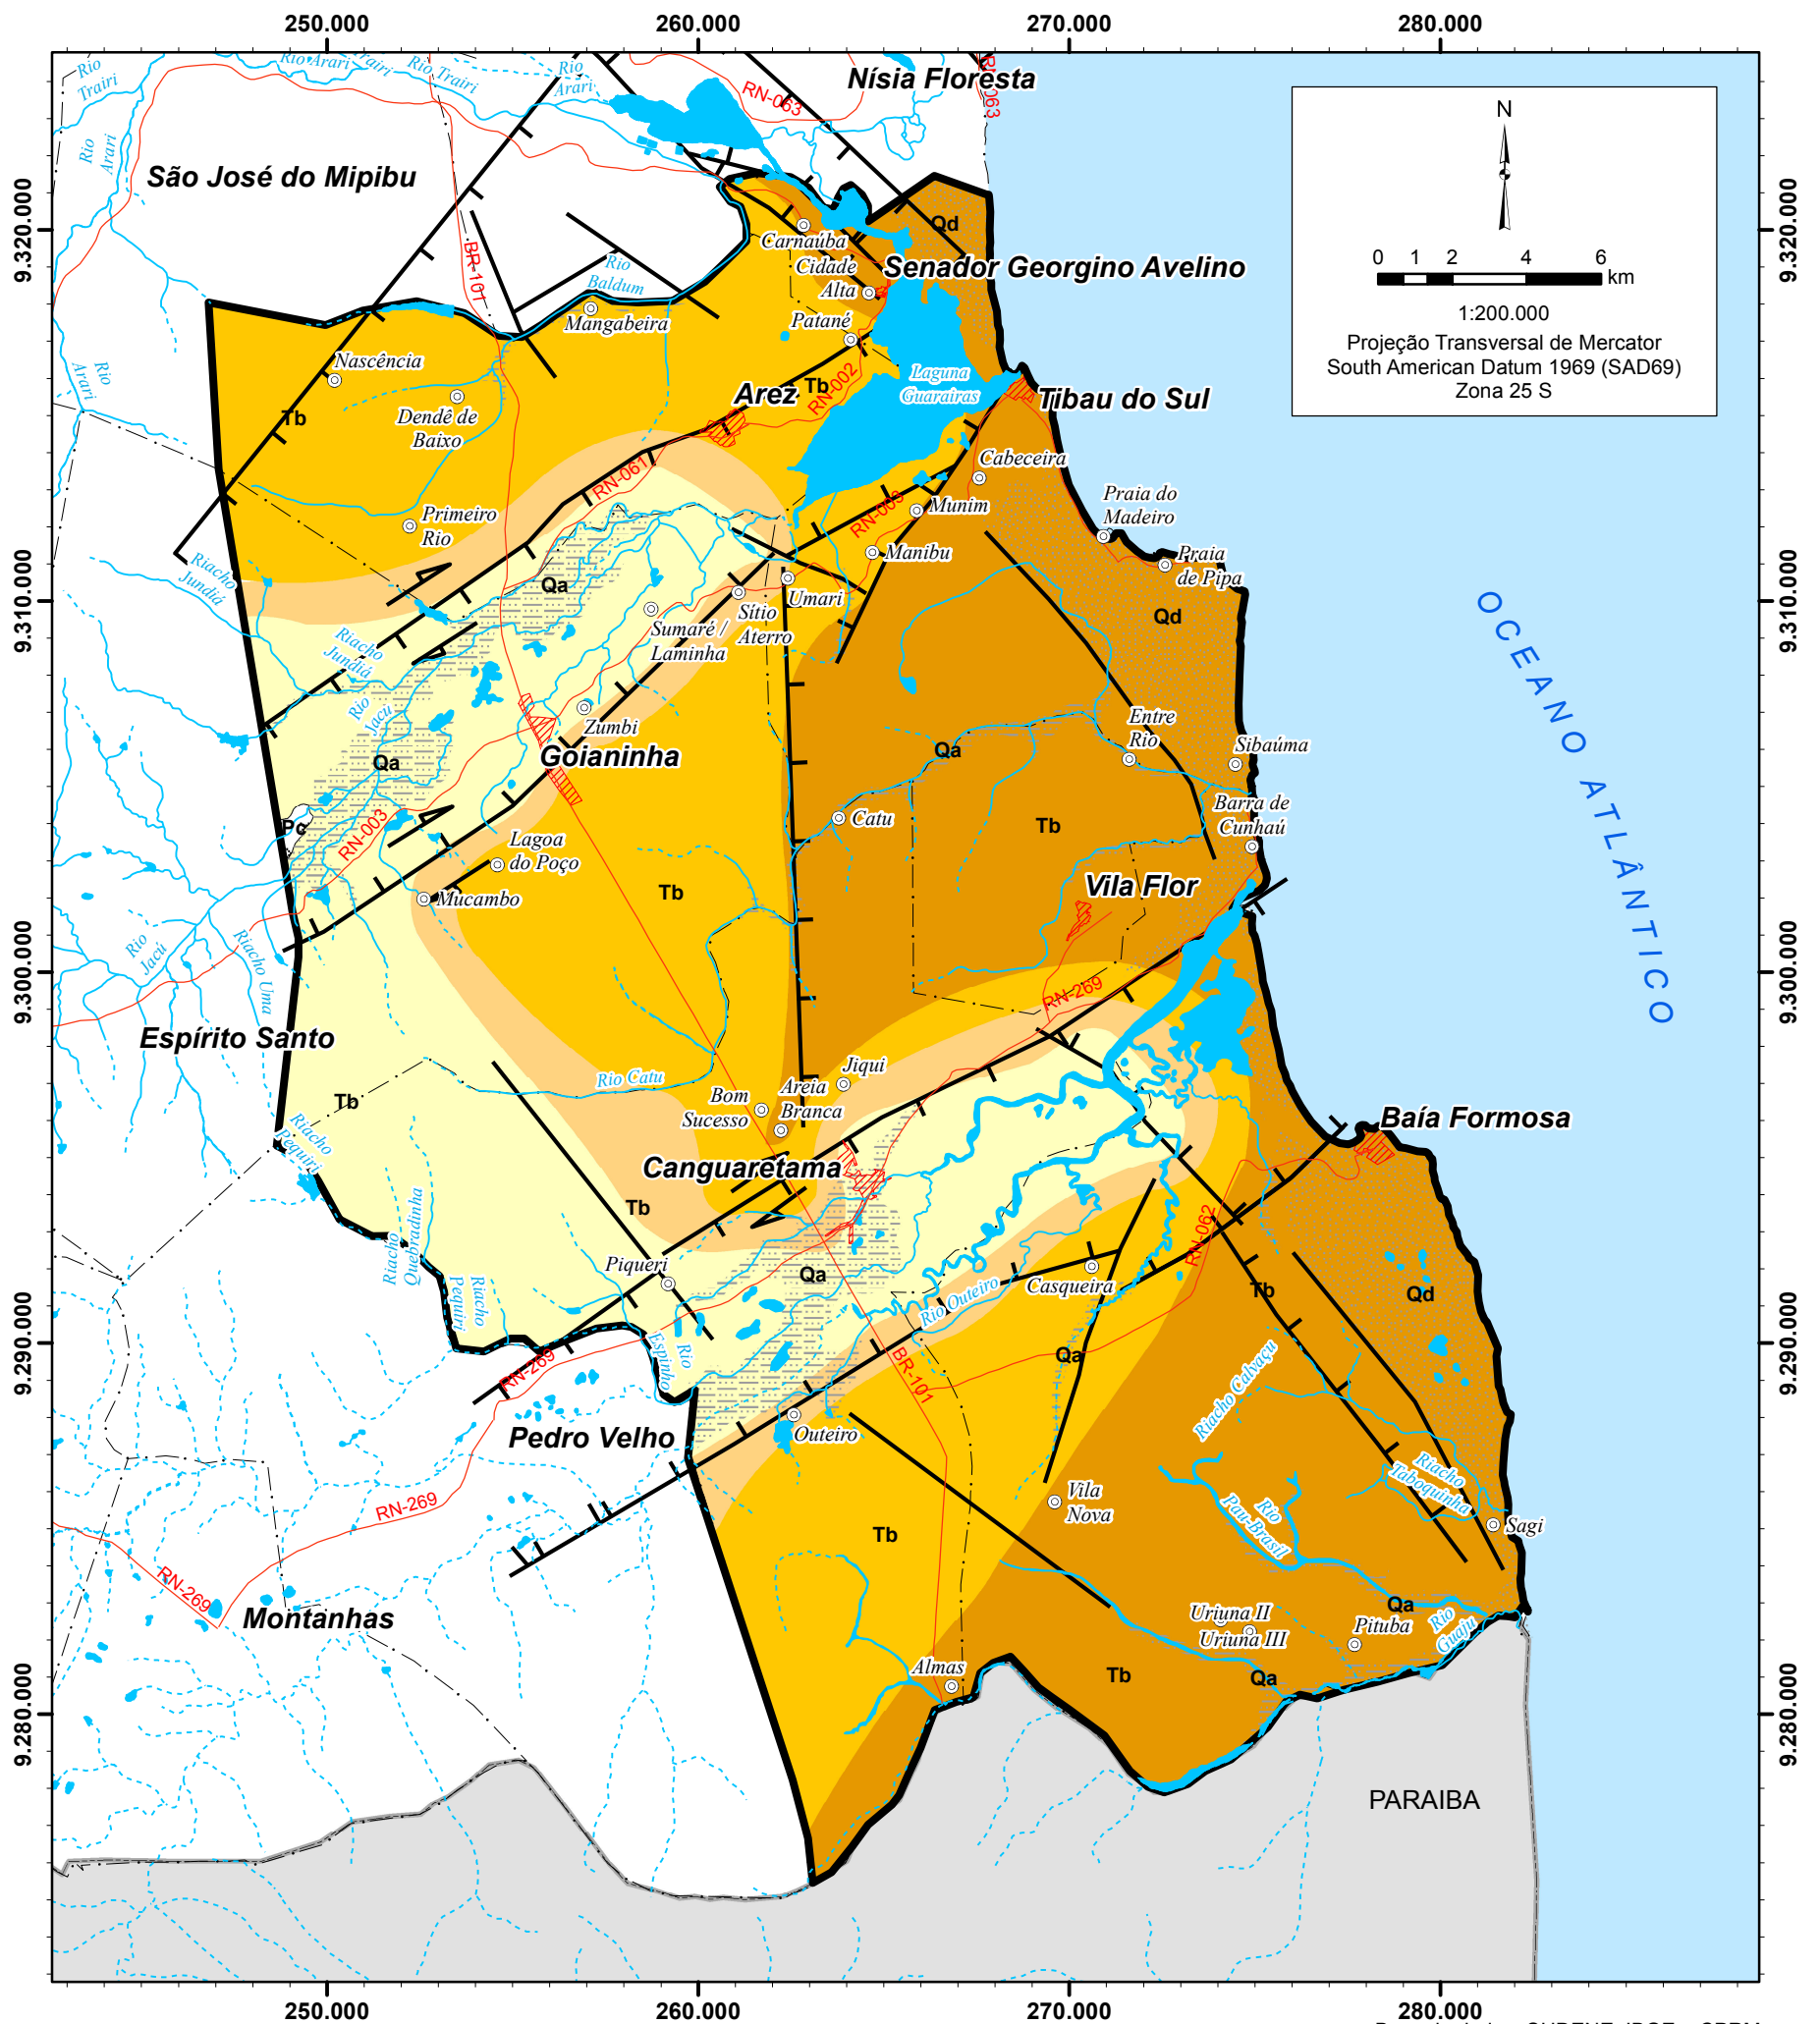 250.000
260.000
270.000
280.000
Rio
Trairi
Rio Arari
Trairi
Rio Trairi
Rio
Arari
RN-063
Nísia Floresta
RN-063
N
0 1 2 4 6
km
1:200.000
Projeção Transversal de Mercator
South American Datum 1969 (SAD69)
Zona 25 S
Rio
Arari
São José do Mipibu
9.320.000
9.320.000
Qd
Carnaúba
BR-101
Rio
Baldum
Cidade
Alta
Senador Georgino Avelino
Mangabeira
Patané
Nascência
Rio
Arari
Laguna
Guarairas
Tb
Dendê de
Baixo
Arez
Tb
RN-002
Tibau do Sul
Cabeceira
RN-061
Praia do
Madeiro
Primeiro
Rio
RN-003
Munim
Manibu
Praia
de Pipa
Riacho
Jundiá
Qa
9.310.000
9.310.000
Umari
Sítio
Aterro
Sumaré /
Laminha
Qd
OCEANO ATLÂNTICO
Riacho
Jundiá
Rio
Jacú
Zumbi
Entre
Rio
Sibaúma
Goianinha
Qa
Qa
Barra de
Cunhaú
Pc
RN-003
Catu
Tb
Lagoa
do Poço
Mucambo
Tb
Vila Flor
Rio
Jacú
Riacho Uma
9.300.000
9.300.000
RN-269
Espírito Santo
Rio Catu
Jiqui
Tb
Bom
Sucesso
Areia
Branca
Baía Formosa
Riacho
Pequiri
Canguaretama
Riacho
Quebradinha
Tb
RN-062
Piqueri
Qa
Casqueira
Tb
Qd
Riacho
Pequiri
Rio Outeiro
9.290.000
9.290.000
Rio
Espinho
RN-269
BR-101
Qa
Riacho Calvaçu
Pedro Velho
Outeiro
Riacho
Taboquinha
RN-269
Vila
Nova
Rio
Pau-Brasil
Sagi
Tb
RN-269
Montanhas
Uriuna II
Uriuna III
Pituba
Qa
Rio
Guaju
Almas
Tb
Qa
9.280.000
9.280.000
PARAIBA
250.000
260.000
270.000
280.000